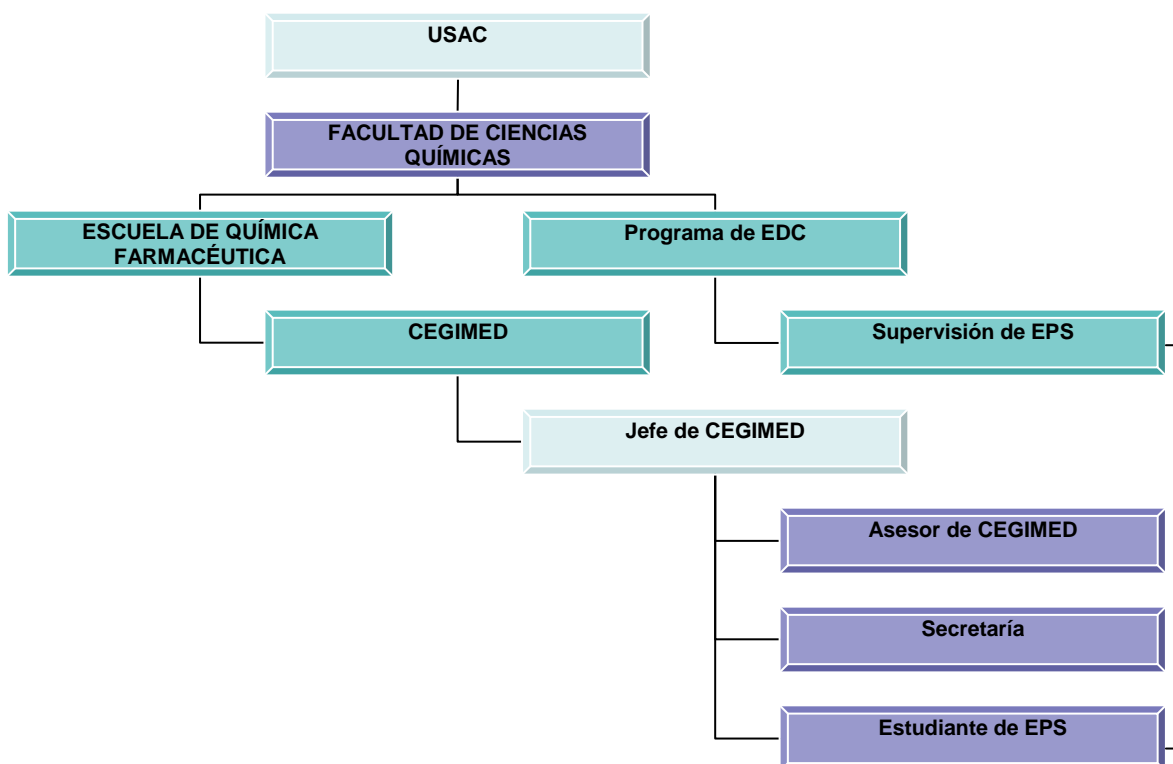 USAC
FACULTAD DE CIENCIAS
QUÍMICAS
ESCUELA DE QUÍMICA
FARMACÉUTICA
Programa de EDC
CEGIMED
Supervisión de EPS
Jefe de CEGIMED
Asesor de CEGIMED
Secretaría
Estudiante de EPS